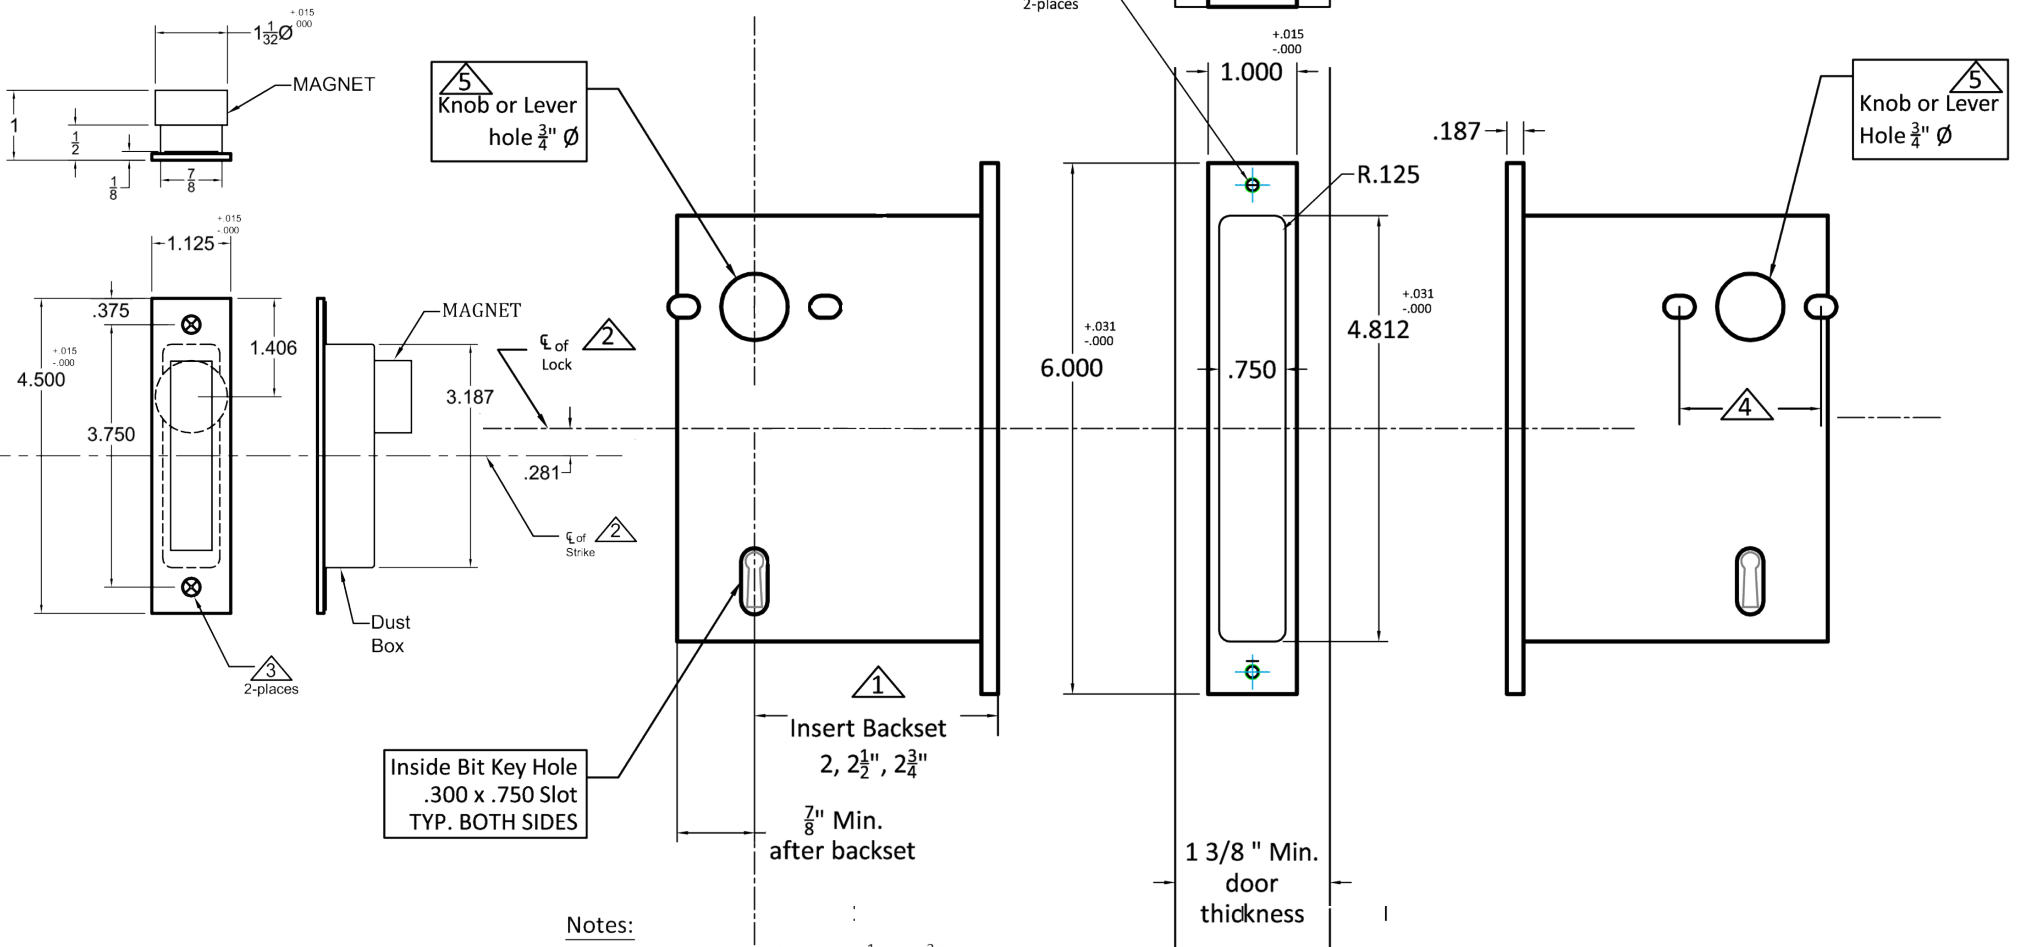 2-places
+.015
.000
1 1/32 Ø
MAGNET
1
1/2
1/8
7/8
5
Knob or Lever
hole 3/4" Ø
+.015
-.000
1.000
5
Knob or Lever
Hole 3/4" Ø
.187
R.125
+.015
-.000
1.125
.375
MAGNET
1.406
+.015
-.000
4.500
3.187
3.750
℄ of
Lock
2
.281
℄ of
Strike
2
+.031
-.000
6.000
.750
+.031
-.000
4.812
4
Dust
Box
3
2-places
1
Insert Backset
2, 2 1/2", 2 3/4"
Inside Bit Key Hole
.300 x .750 Slot
TYP. BOTH SIDES
7/8" Min.
after backset
1 3/8 " Min.
door
thickness
Notes: